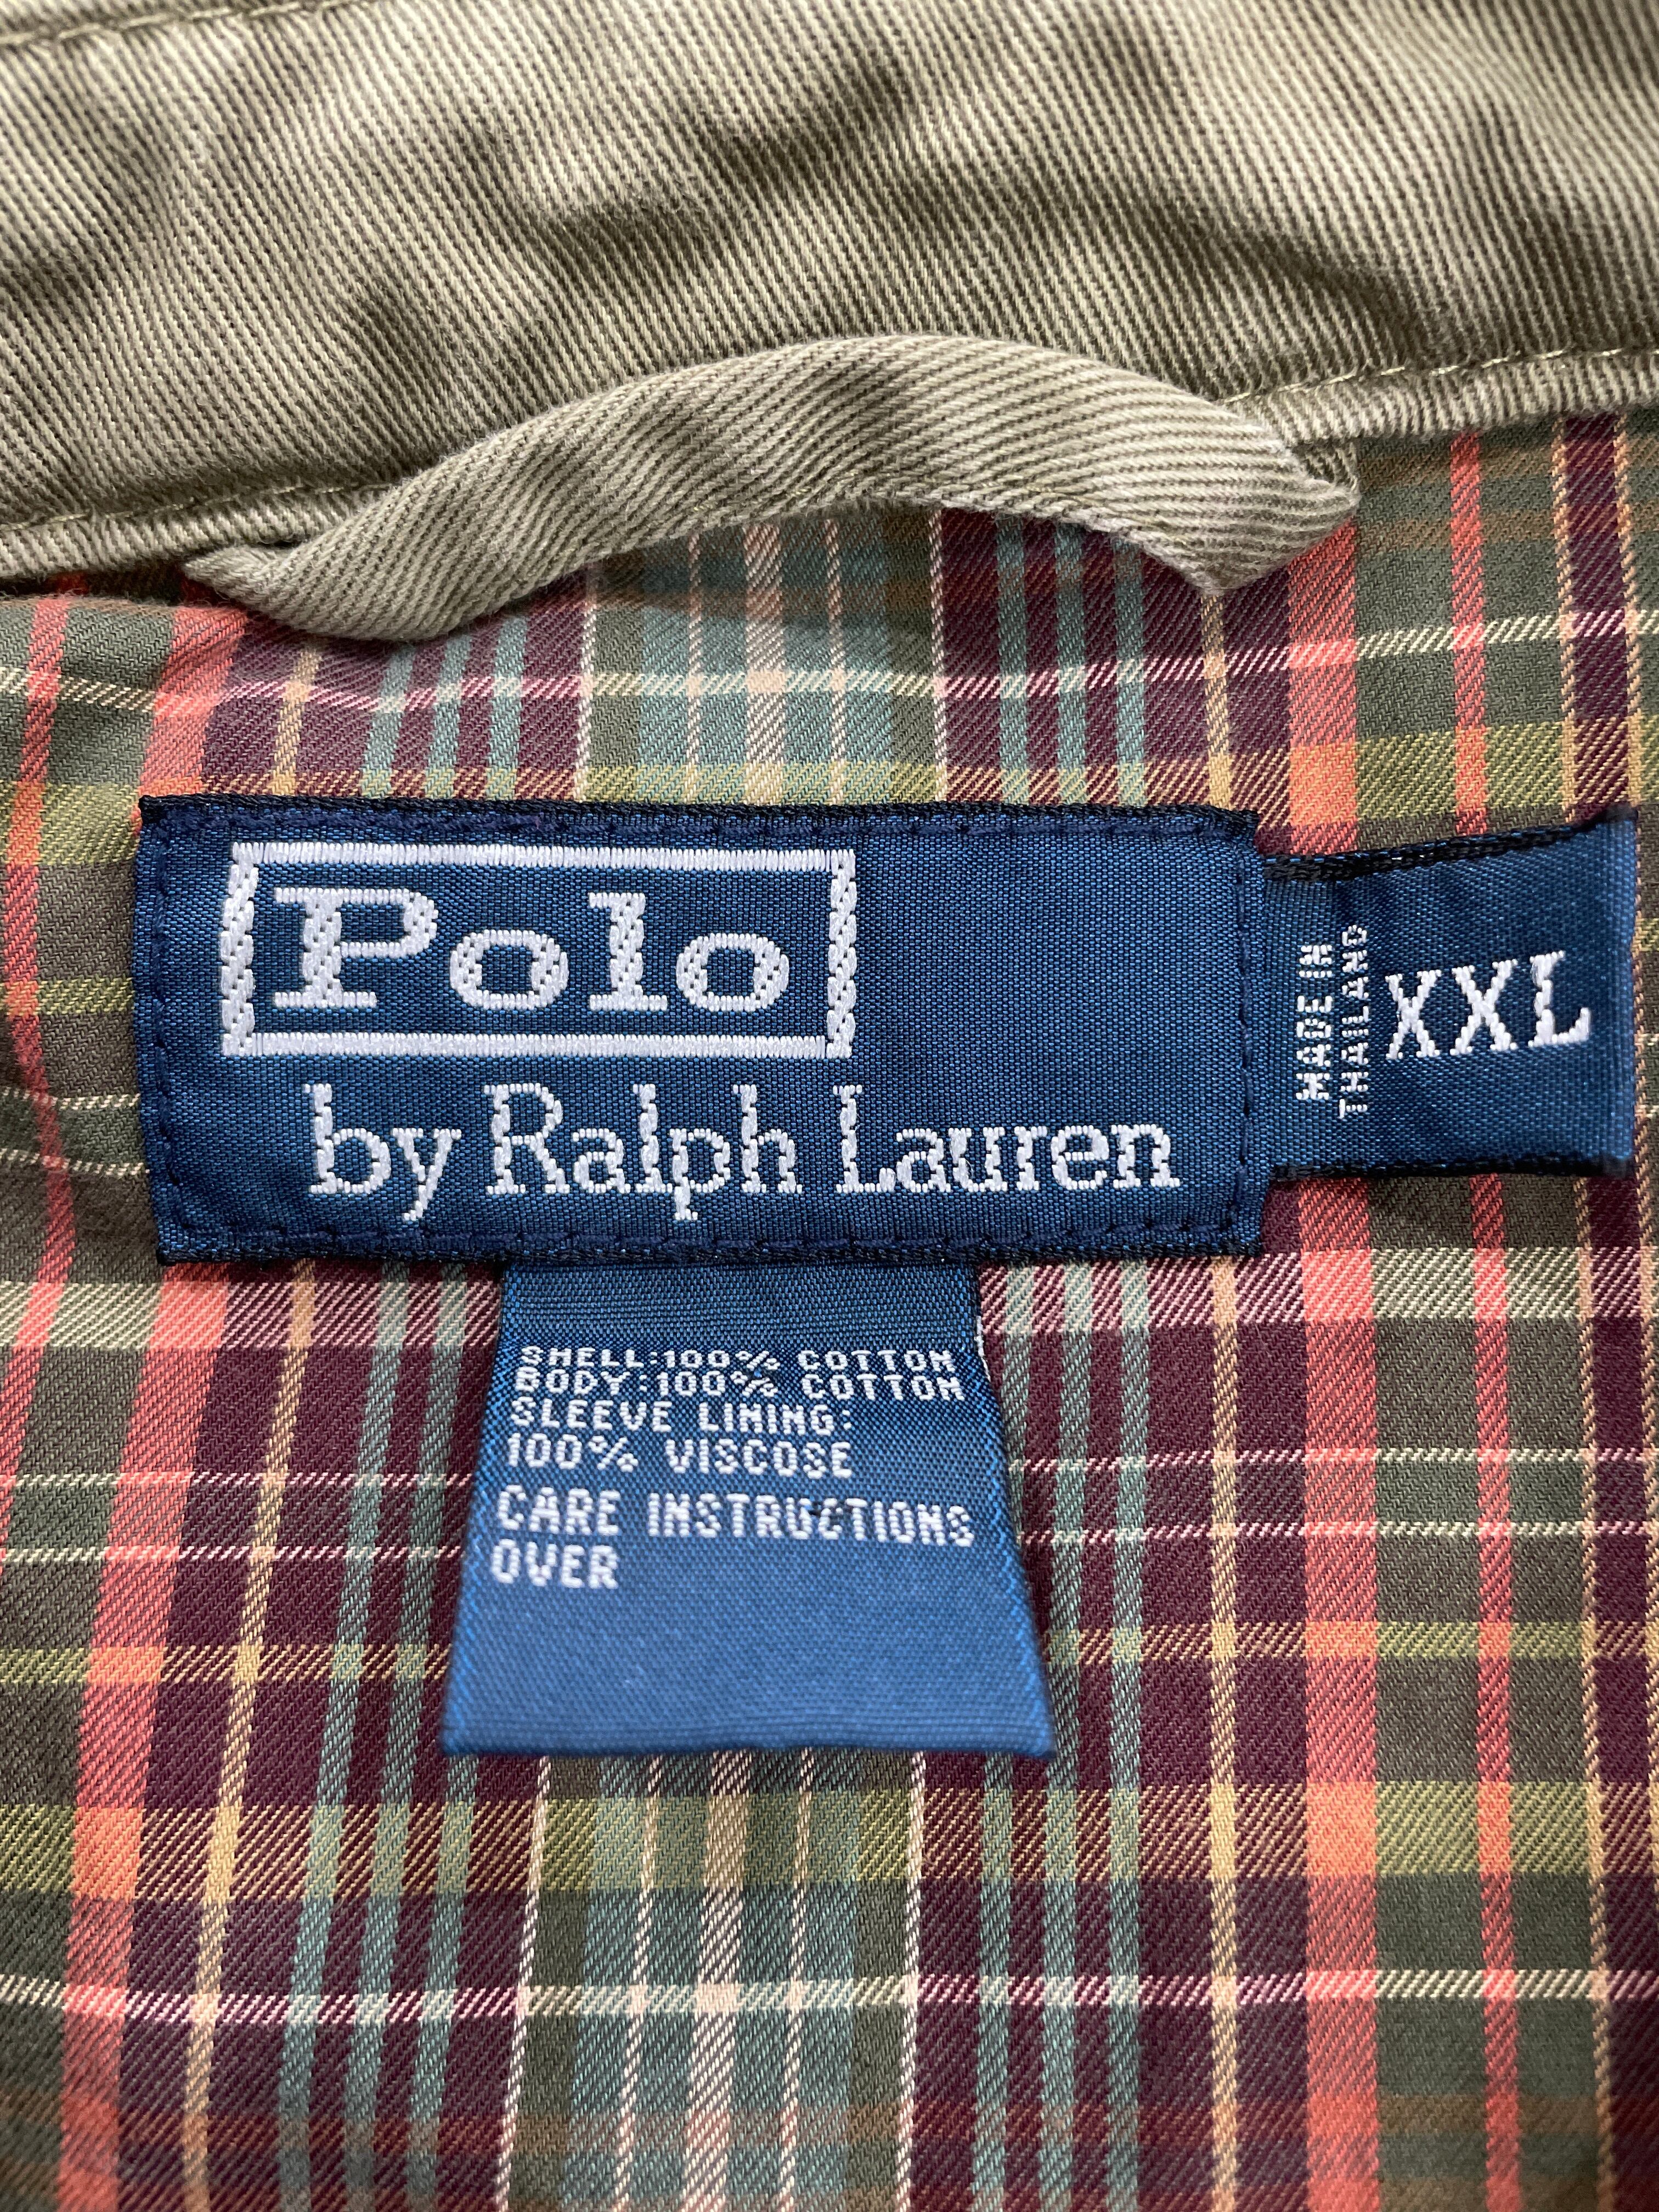 Polo
by Ralph Lauren
MADE IN
THAILAND
XXL
SHELL:100% COTTON
BODY:100% COTTON
SLEEVE LINING:
100% VISCOSE
CARE INSTRUCTIONS
OVER